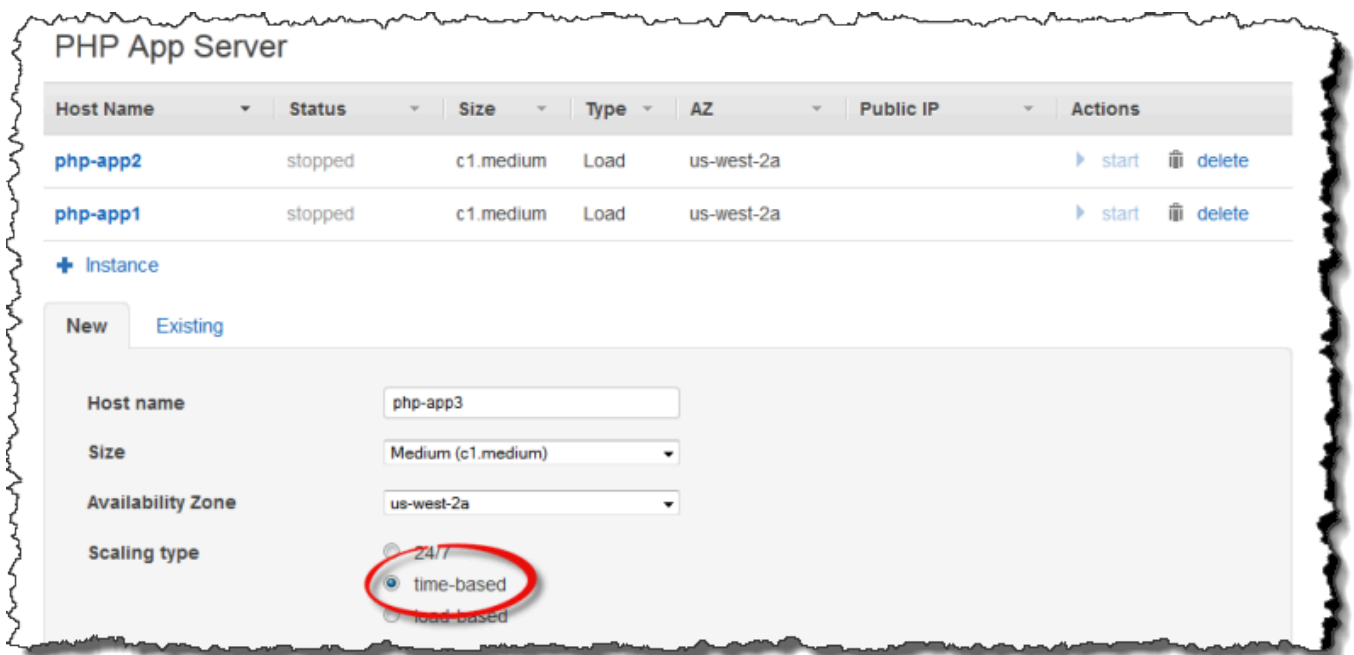 PHP App Server
Host Name Status Size Type AZ Public IP Actions
php-app2 stopped c1.medium Load us-west-2a start delete
php-app1 stopped c1.medium Load us-west-2a start delete
Instance
New Existing
Host name php-app3
Size Medium (c1.medium)
Availability Zone us-west-2a
Scaling type 24/7
time-based
load-based